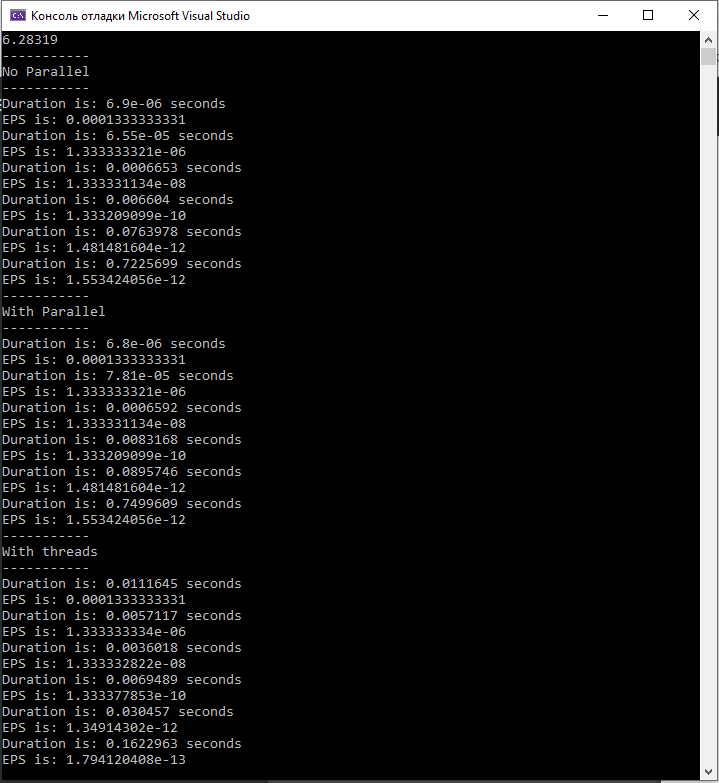 Консоль отладки Microsoft Visual Studio
6.28319
-----------
No Parallel
-----------
Duration is: 6.9e-06 seconds
EPS is: 0.0001333333331
Duration is: 6.55e-05 seconds
EPS is: 1.333333321e-06
Duration is: 0.0006653 seconds
EPS is: 1.333331134e-08
Duration is: 0.006604 seconds
EPS is: 1.333209099e-10
Duration is: 0.0763978 seconds
EPS is: 1.481481604e-12
Duration is: 0.7225699 seconds
EPS is: 1.553424056e-12
-----------
With Parallel
-----------
Duration is: 6.8e-06 seconds
EPS is: 0.0001333333331
Duration is: 7.81e-05 seconds
EPS is: 1.333333321e-06
Duration is: 0.0006592 seconds
EPS is: 1.333331134e-08
Duration is: 0.0083168 seconds
EPS is: 1.333209099e-10
Duration is: 0.0895746 seconds
EPS is: 1.481481604e-12
Duration is: 0.7499609 seconds
EPS is: 1.553424056e-12
-----------
With threads
-----------
Duration is: 0.0111645 seconds
EPS is: 0.0001333333331
Duration is: 0.0057117 seconds
EPS is: 1.333333334e-06
Duration is: 0.0036018 seconds
EPS is: 1.333332822e-08
Duration is: 0.0069489 seconds
EPS is: 1.333377853e-10
Duration is: 0.030457 seconds
EPS is: 1.34914302e-12
Duration is: 0.1622963 seconds
EPS is: 1.794120408e-13